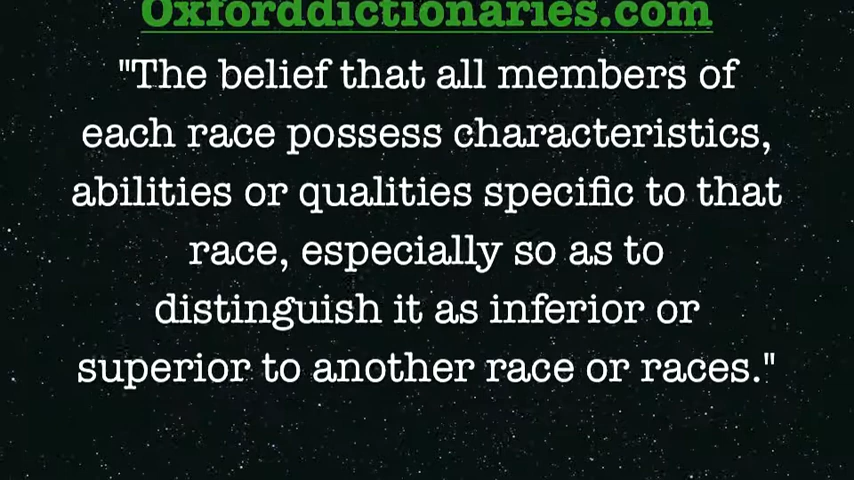 Oxforddictionaries.com
"The belief that all members of
each race possess characteristics,
abilities or qualities specific to that
race, especially so as to
distinguish it as inferior or
superior to another race or races."